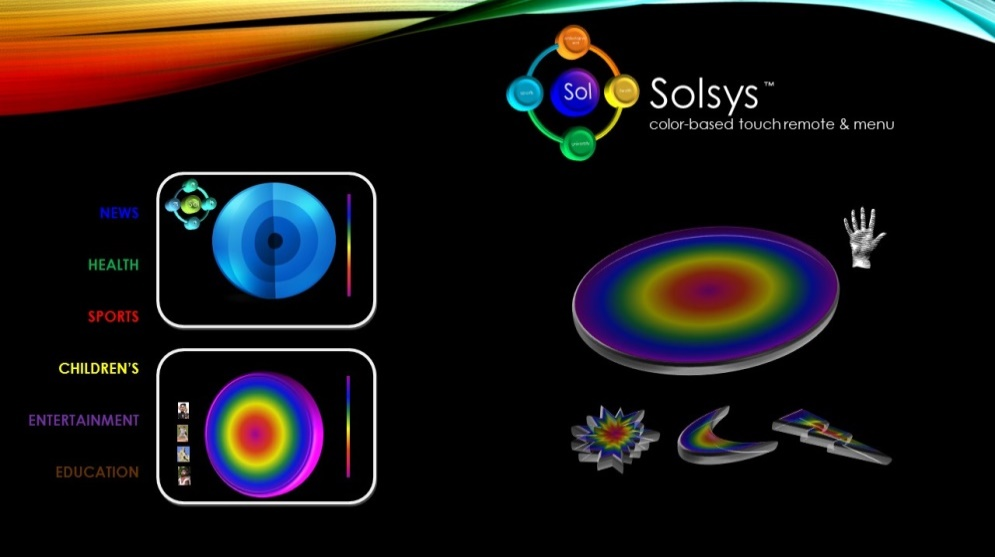 Sol
Solsys™
color-based touch remote & menu
NEWS
HEALTH
SPORTS
CHILDREN'S
ENTERTAINMENT
EDUCATION